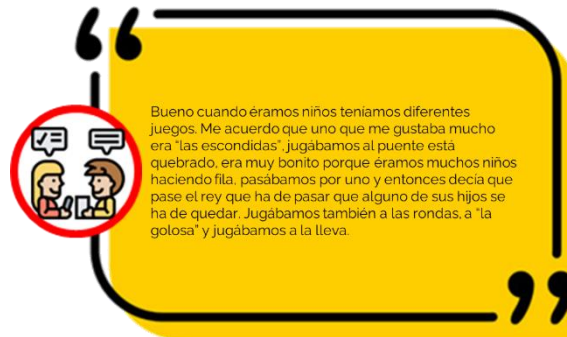 Bueno cuando éramos niños teníamos diferentes
juegos. Me acuerdo que uno que me gustaba mucho
era “las escondidas”, jugábamos al puente está
quebrado, era muy bonito porque éramos muchos niños
haciendo fila, pasábamos por uno y entonces decía que
pase el rey que ha de pasar que alguno de sus hijos se
ha de quedar. Jugábamos también a las rondas, a “la
golosa” y jugábamos a la lleva.